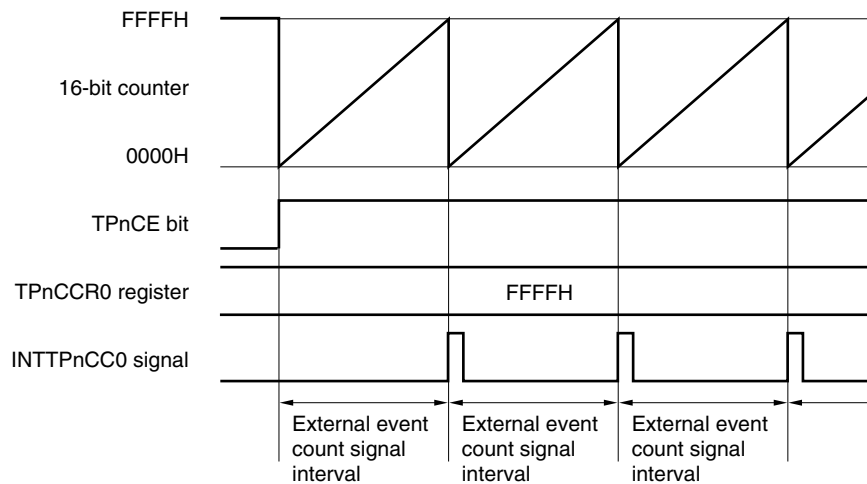 FFFFH
16-bit counter
0000H
TPnCE bit
TPnCCR0 register
FFFFH
INTTPnCC0 signal
External event
count signal
interval
External event
count signal
interval
External event
count signal
interval